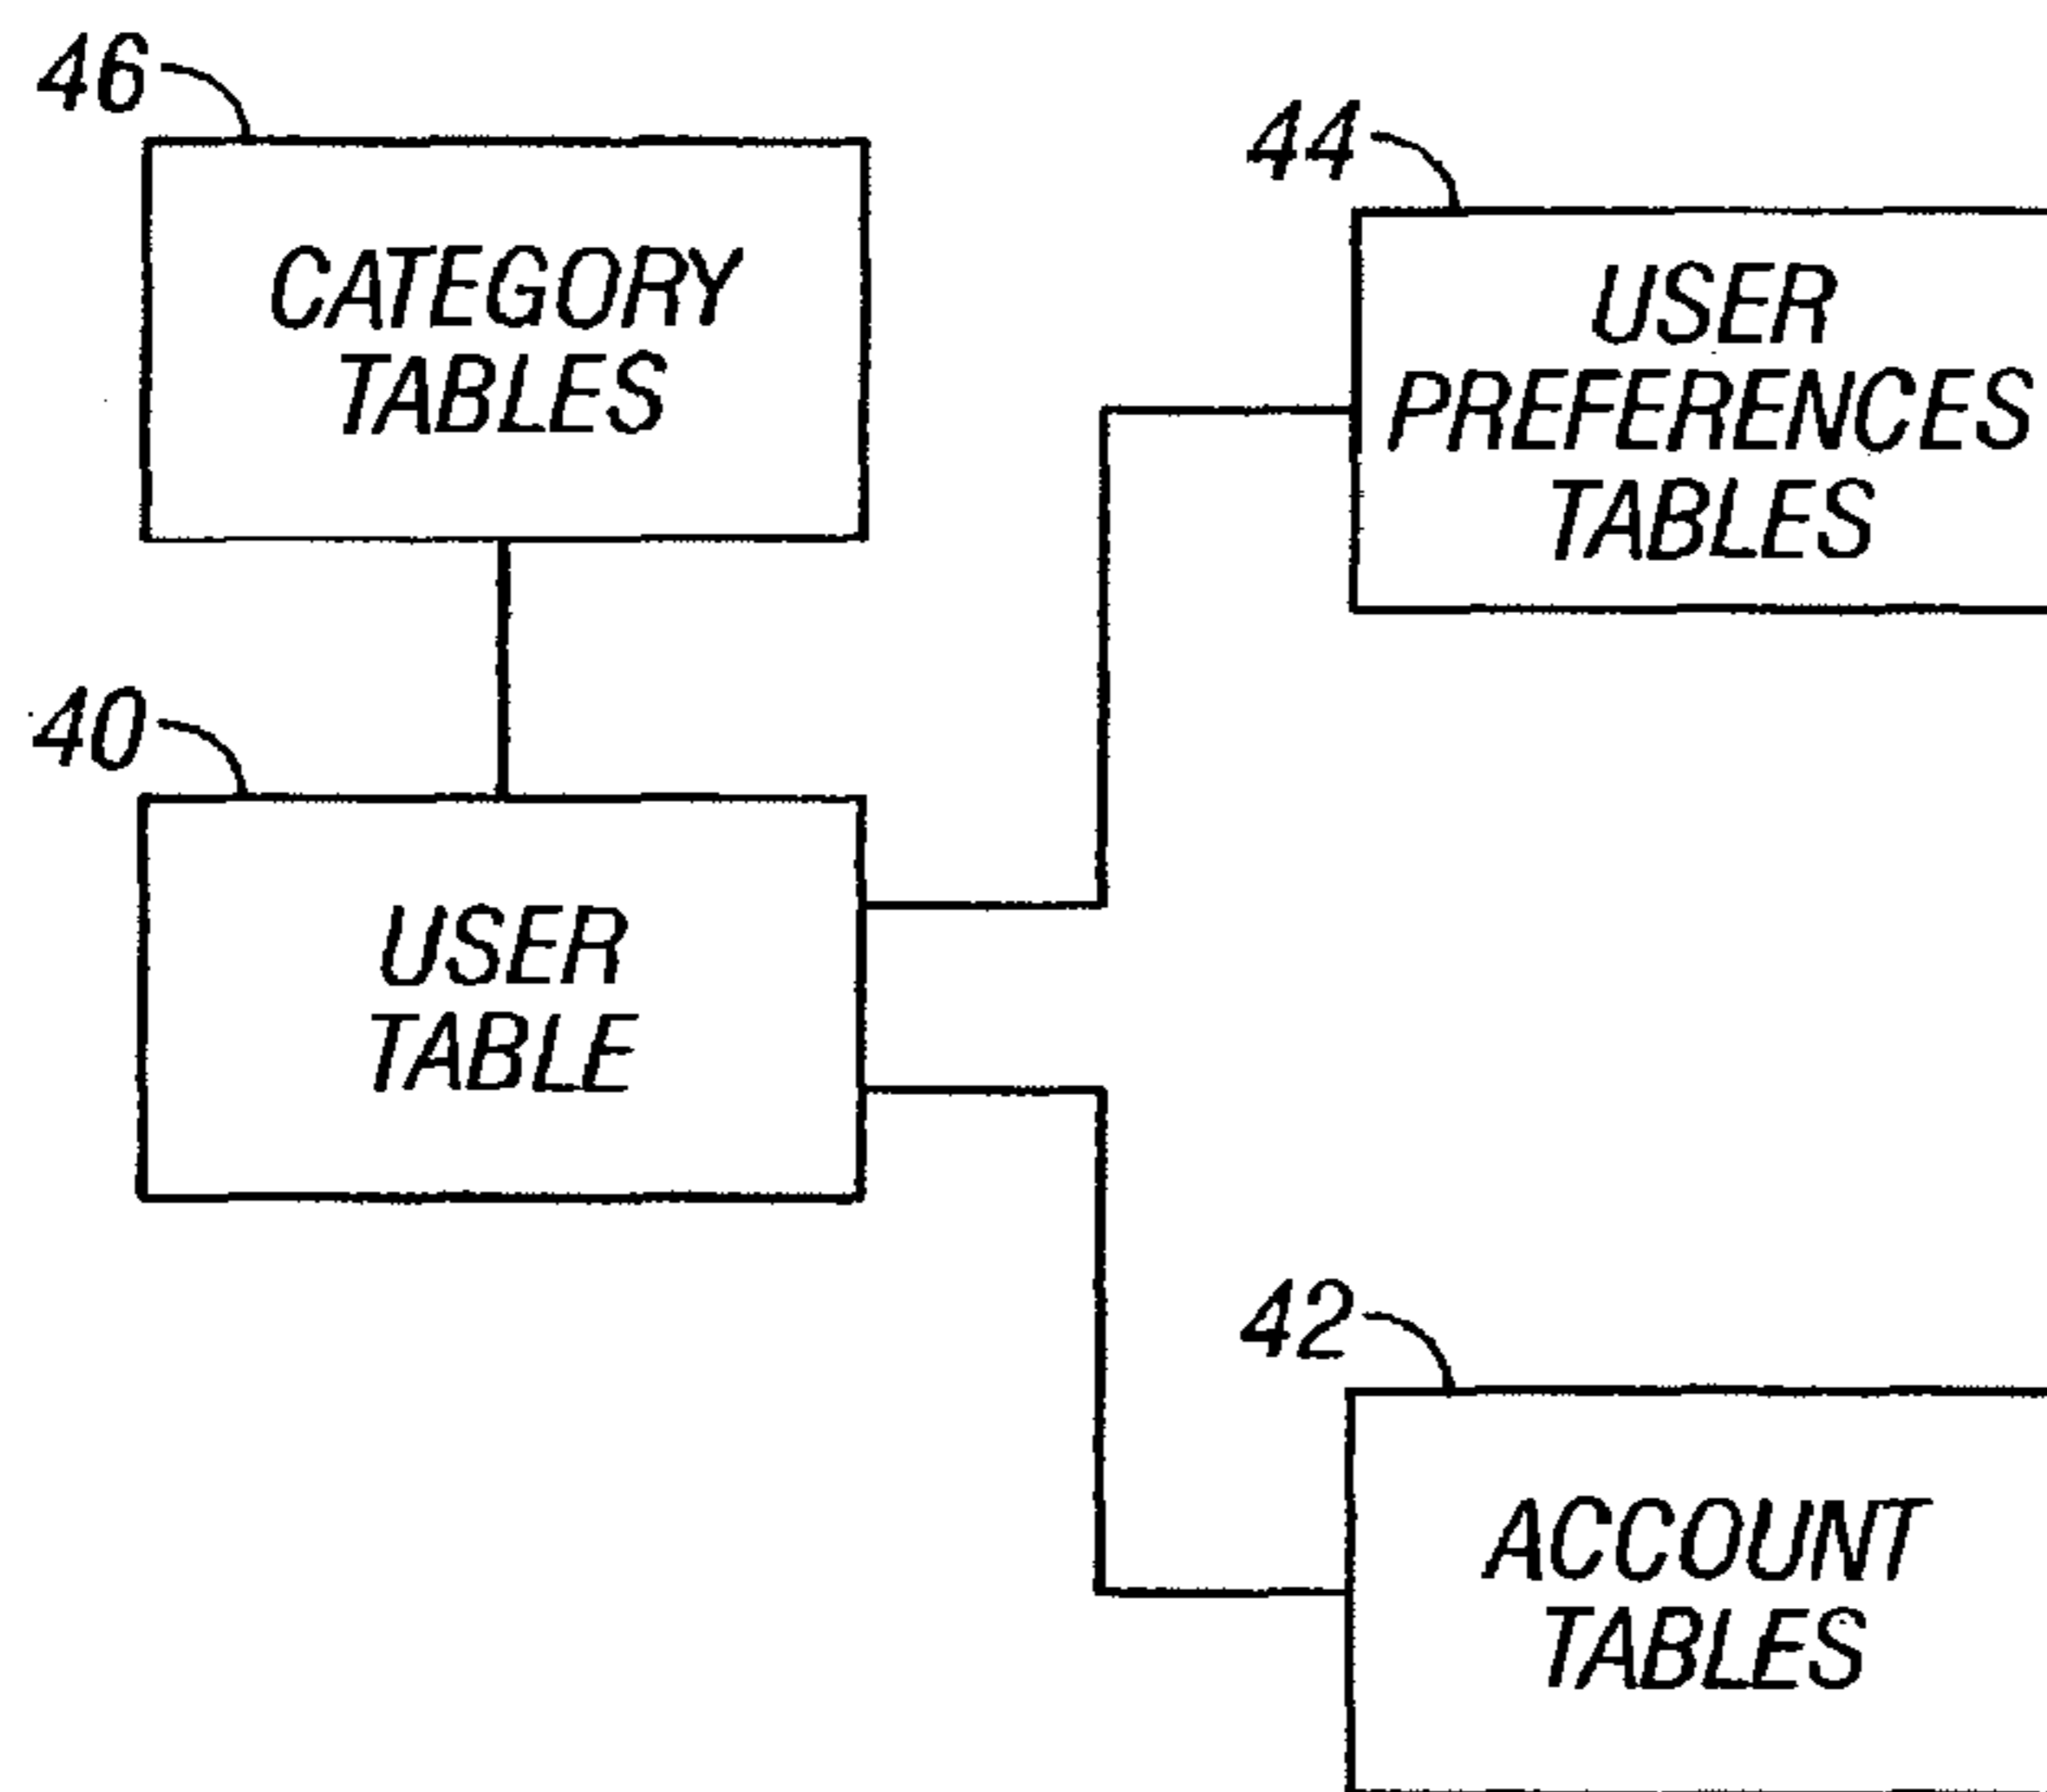 46
CATEGORY
TABLES
44
USER
PREFERENCES
TABLES
40
USER
TABLE
42
ACCOUNT
TABLES